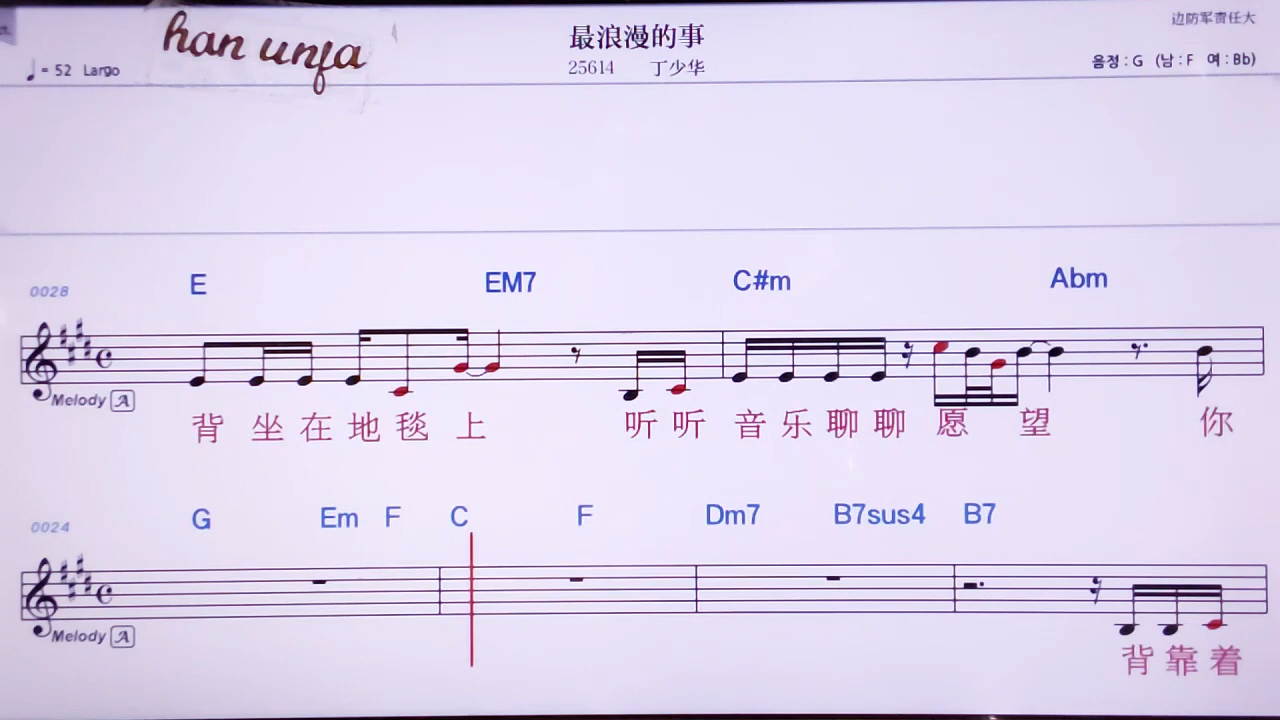 han unfa
最浪漫的事
边防军责任大
♩= 52 Largo
25614 丁少华
음정 : G (남 : F 여 : Bb)
E EM7 C#m Abm
0028
Melody A
背 坐 在 地 毯 上 听 听 音 乐 聊 聊 愿 望 你
G Em F C F Dm7 B7sus4 B7
0024
Melody A
背 靠 着